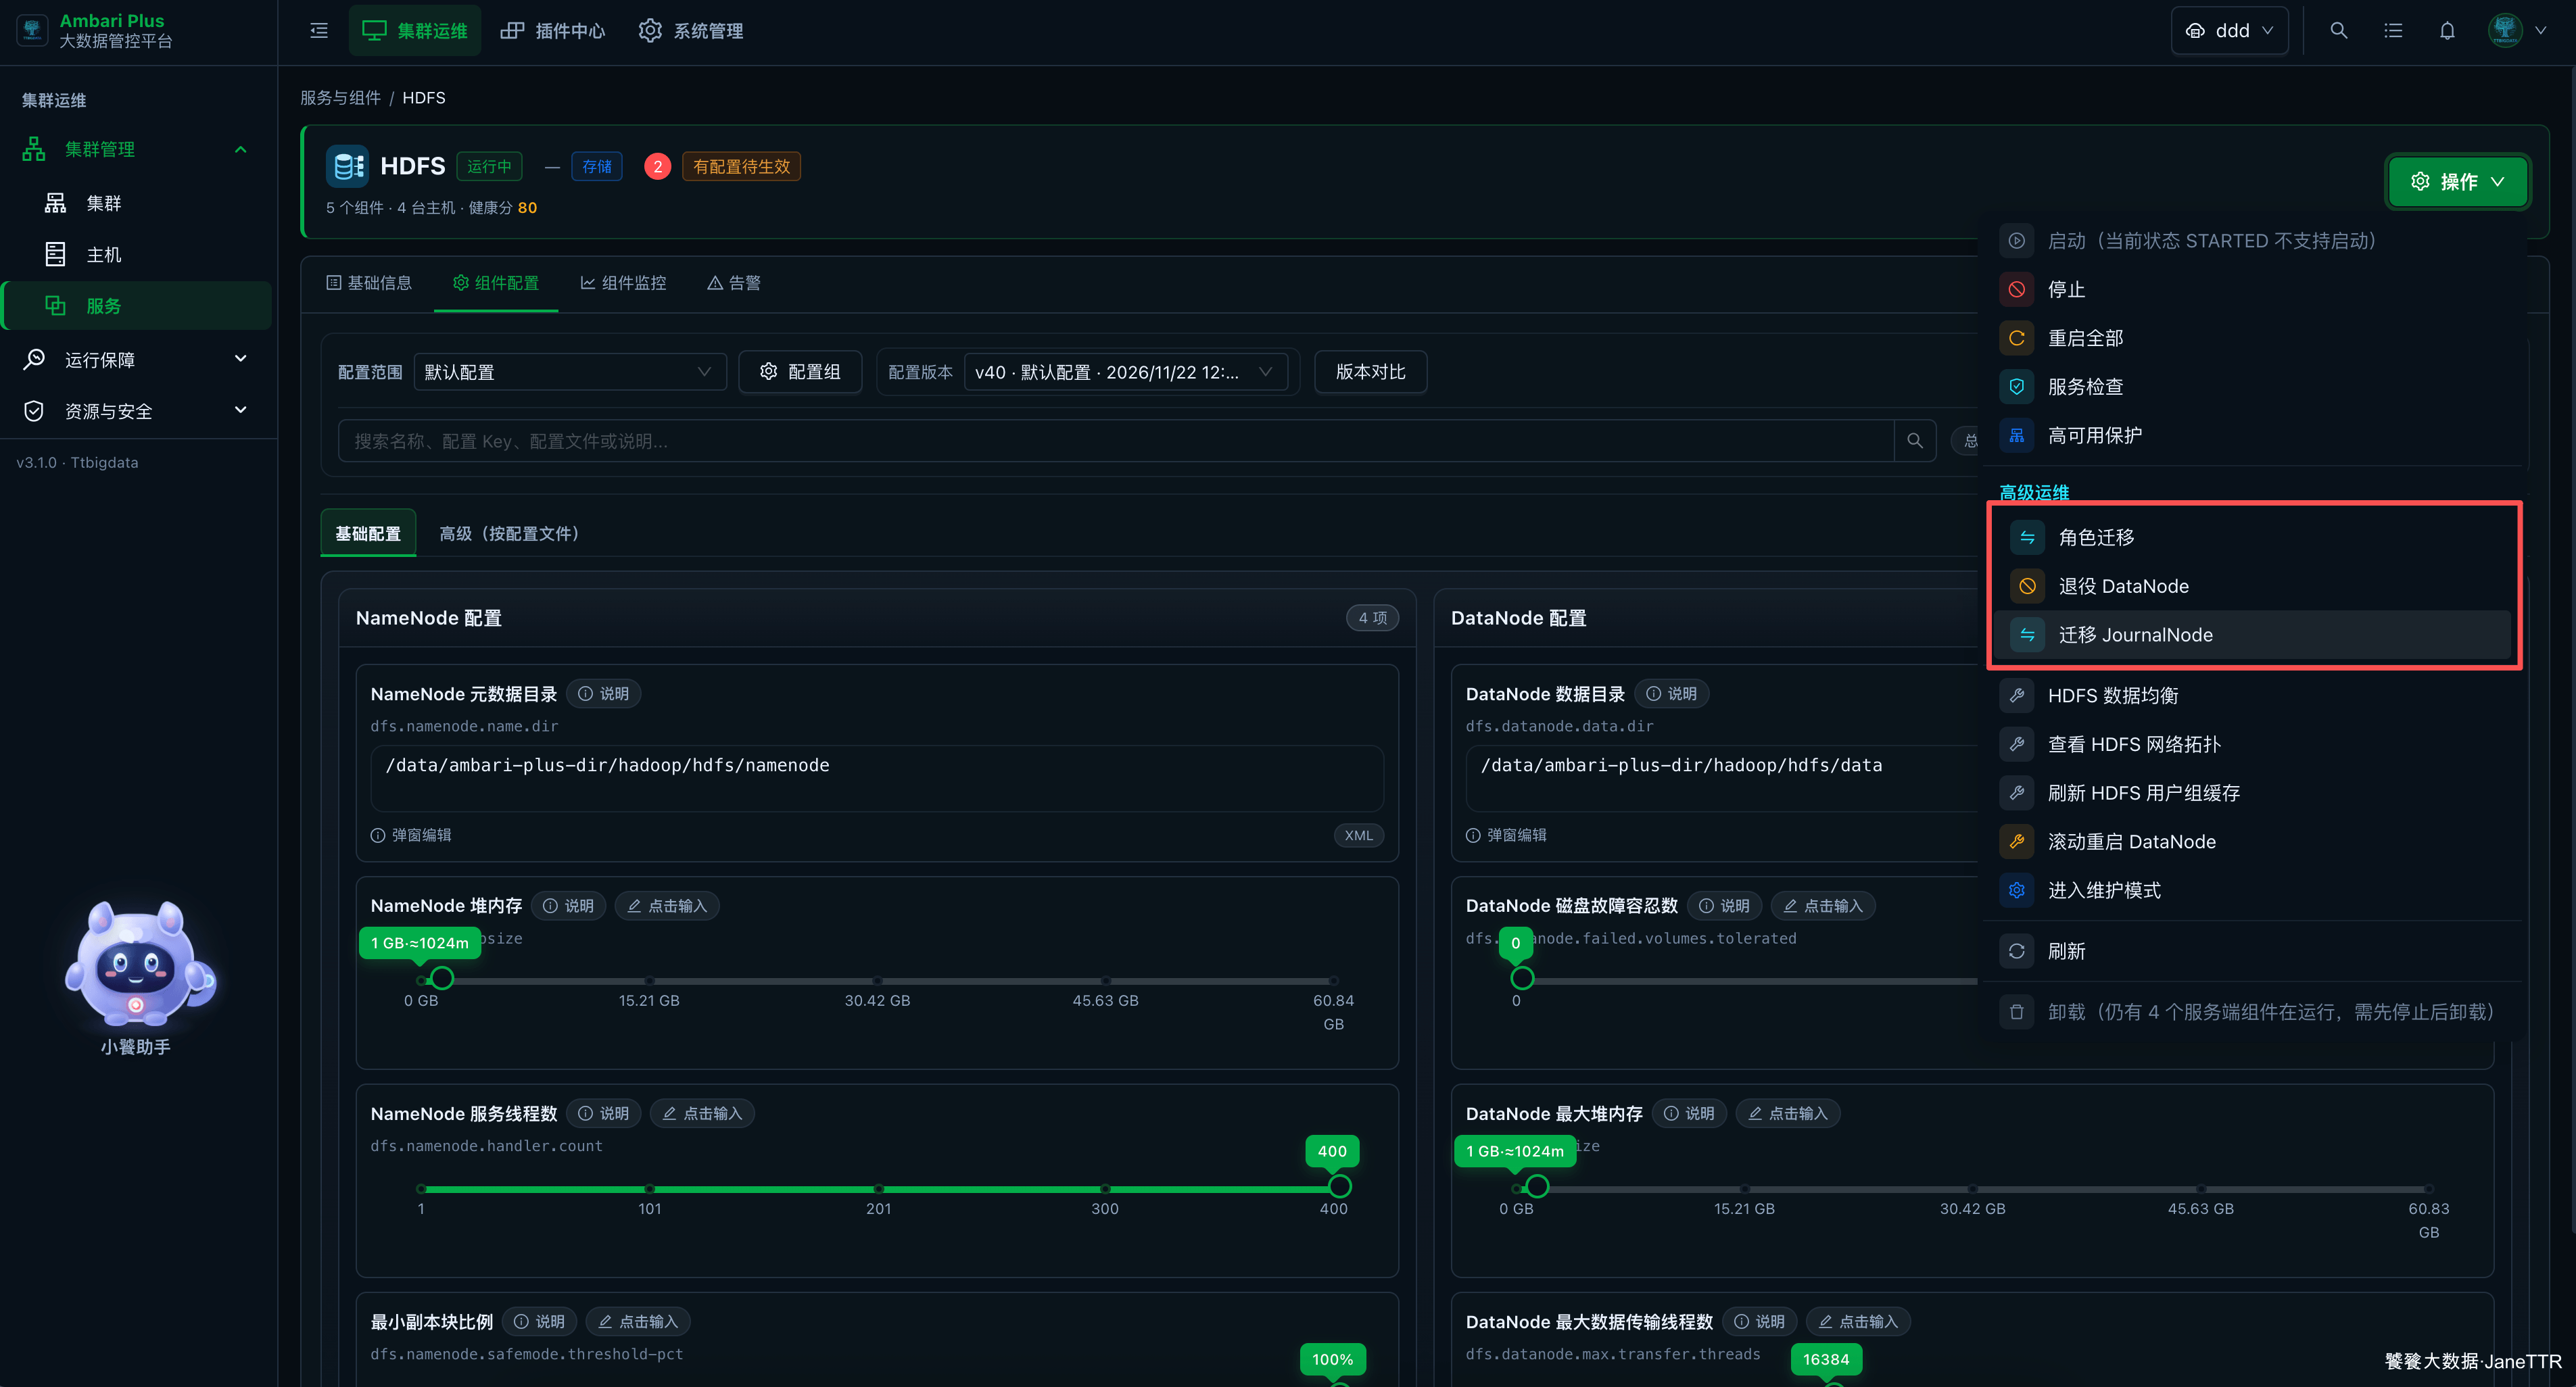 Ambari Plus
大数据管控平台
集群运维
插件中心
系统管理
ddd
集群运维
集群管理
集群
主机
服务
运行保障
资源与安全
v3.1.0 · Ttbigdata
小饕助手
服务与组件 / HDFS
HDFS 运行中 — 存储 2 有配置待生效
5 个组件 · 4 台主机 · 健康分 80
操作
基础信息
组件配置
组件监控
告警
配置范围 默认配置
配置组
配置版本 v40 · 默认配置 · 2026/11/22 12:...
版本对比
搜索名称、配置 Key、配置文件或说明...
总
基础配置
高级（按配置文件）
NameNode 配置
4 项
NameNode 元数据目录 说明
dfs.namenode.name.dir
/data/ambari-plus-dir/hadoop/hdfs/namenode
弹窗编辑
XML
NameNode 堆内存 说明 点击输入
1 GB·≈1024m
size
0 GB
15.21 GB
30.42 GB
45.63 GB
60.84 GB
NameNode 服务线程数 说明 点击输入
dfs.namenode.handler.count
400
1
101
201
300
400
最小副本块比例 说明 点击输入
dfs.namenode.safemode.threshold-pct
100%
DataNode 配置
DataNode 数据目录 说明
dfs.datanode.data.dir
/data/ambari-plus-dir/hadoop/hdfs/data
弹窗编辑
DataNode 磁盘故障容忍数 说明 点击输入
dfs. anode.failed.volumes.tolerated
0
0
DataNode 最大堆内存 说明 点击输入
1 GB·≈1024m
ize
0 GB
15.21 GB
30.42 GB
45.63 GB
60.83 GB
DataNode 最大数据传输线程数 说明 点击输入
dfs.datanode.max.transfer.threads
16384
启动（当前状态 STARTED 不支持启动）
停止
重启全部
服务检查
高可用保护
高级运维
角色迁移
退役 DataNode
迁移 JournalNode
HDFS 数据均衡
查看 HDFS 网络拓扑
刷新 HDFS 用户组缓存
滚动重启 DataNode
进入维护模式
刷新
卸载（仍有 4 个服务端组件在运行，需先停止后卸载）
饕餮大数据·JaneTTR